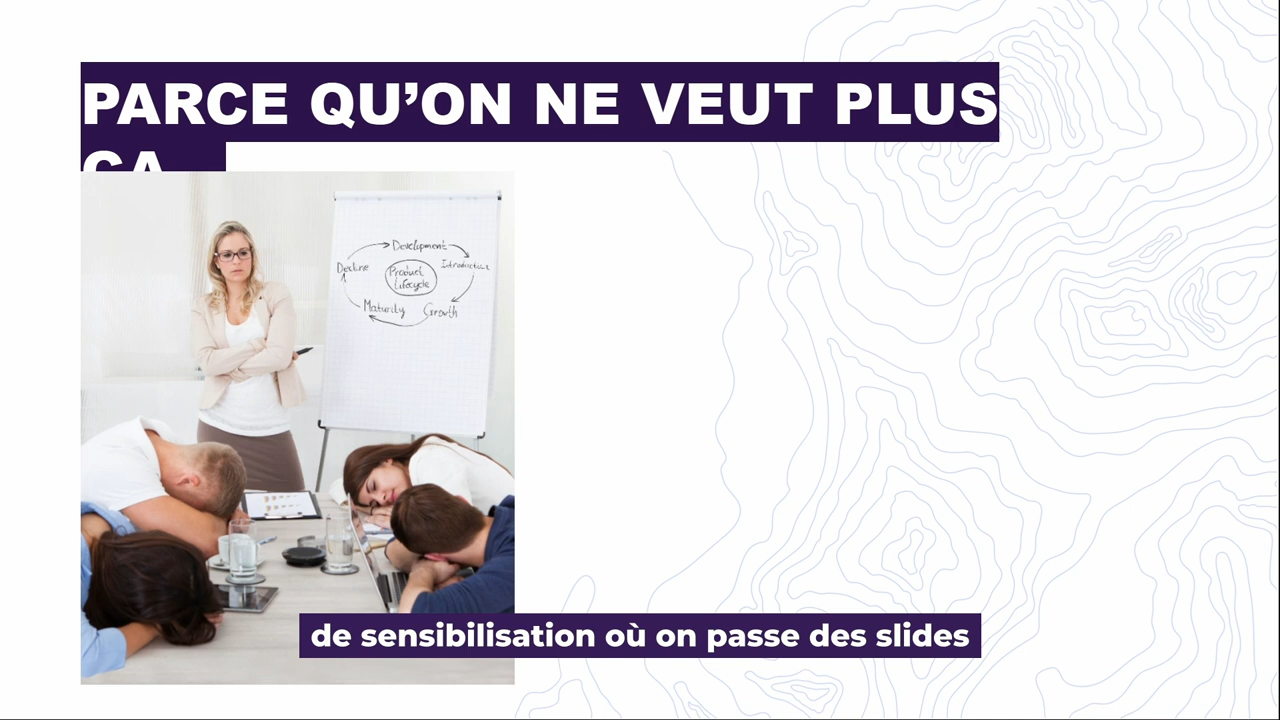 PARCE QU’ON NE VEUT PLUS
ÇA
Development
Decline
Introduction
Product
Lifecycle
Maturity
Growth
de sensibilisation où on passe des slides